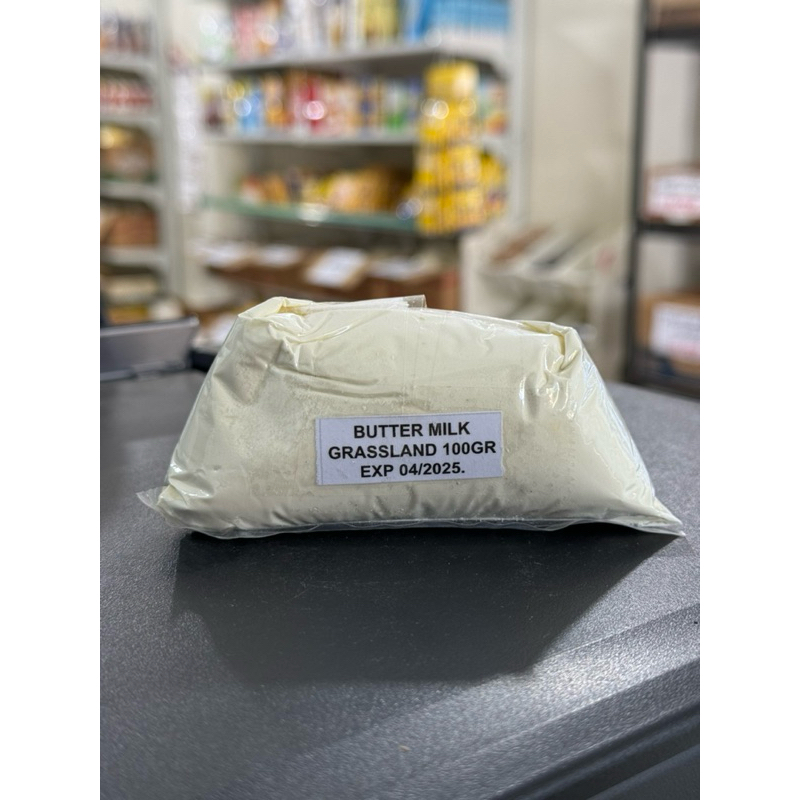 BUTTER MILK
GRASSLAND 100GR
EXP 04/2025.